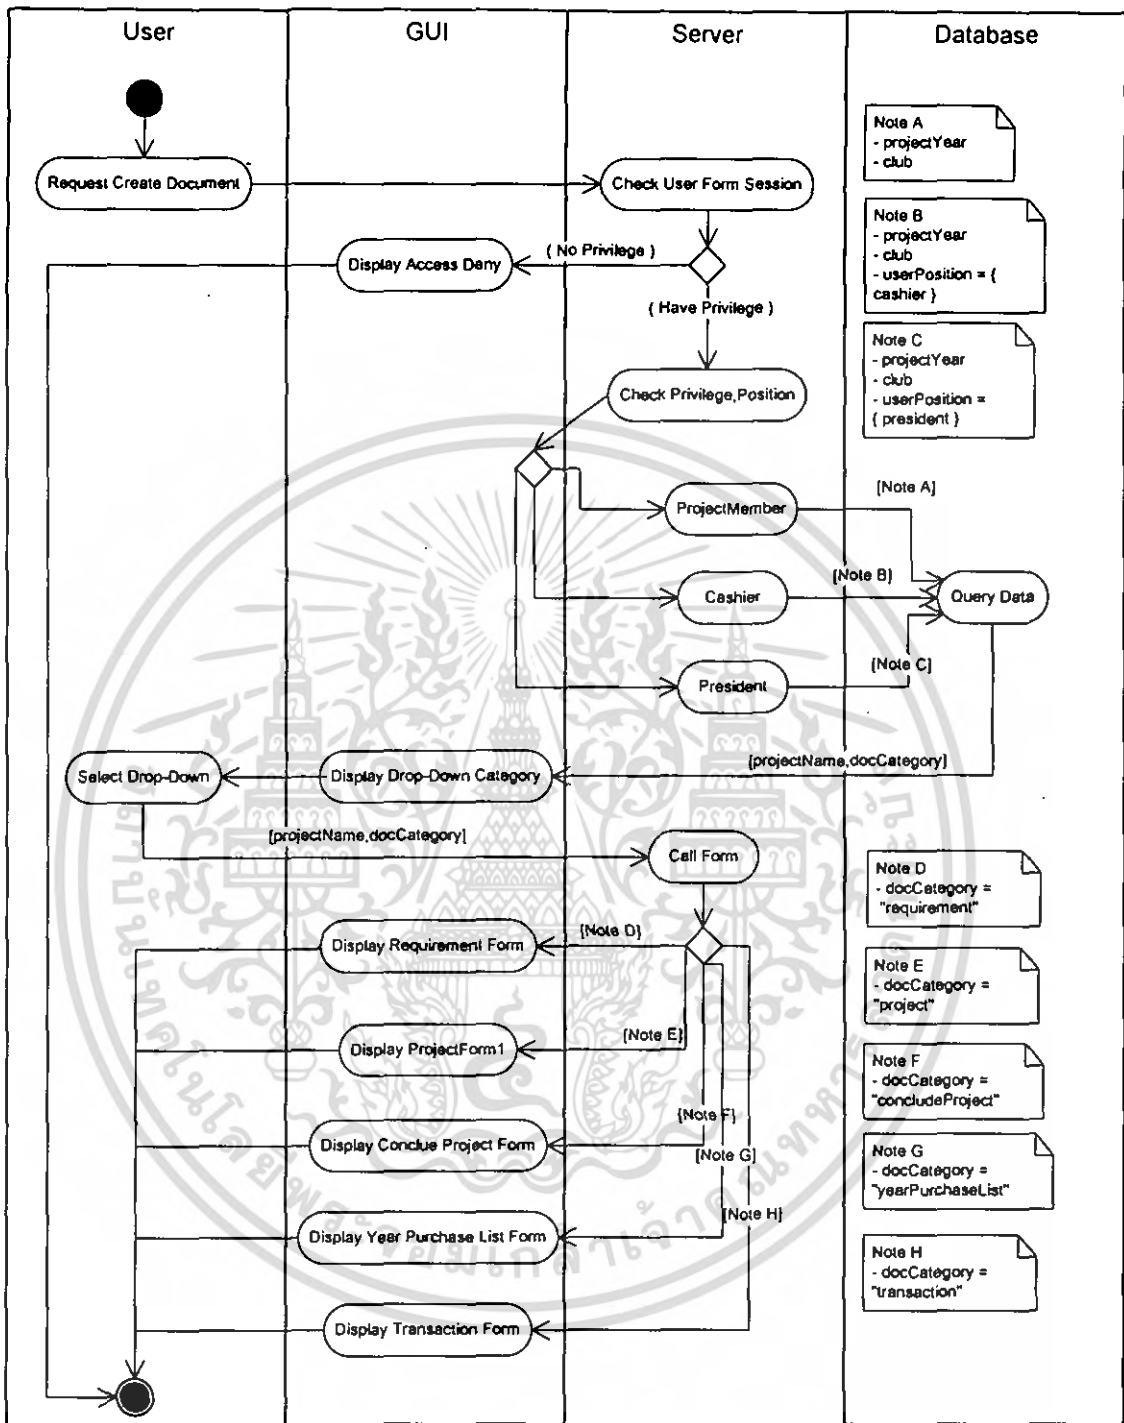 User
GUI
Server
Database
Note A
- projectYear
- club
Request Create Document
Check User Form Session
Note B
- projectYear
- club
- userPosition = {
cashier }
( No Privilege )
Display Access Deny
( Have Privilege )
Note C
- projectYear
- club
- userPosition =
{ president }
Check Privilege,Position
[Note A]
ProjectMember
[Note B]
Cashier
Query Data
[Note C]
President
[projectName,docCategory]
Select Drop-Down
Display Drop-Down Category
[projectName,docCategory]
Call Form
Note D
- docCategory =
"requirement"
[Note D]
Display Requirement Form
Note E
- docCategory =
"project"
[Note E]
Display ProjectForm1
Note F
- docCategory =
"concludeProject"
[Note F]
Display Conclue Project Form
[Note G]
Note G
- docCategory =
"yearPurchaseList"
[Note H]
Display Year Purchase List Form
Note H
- docCategory =
"transaction"
Display Transaction Form